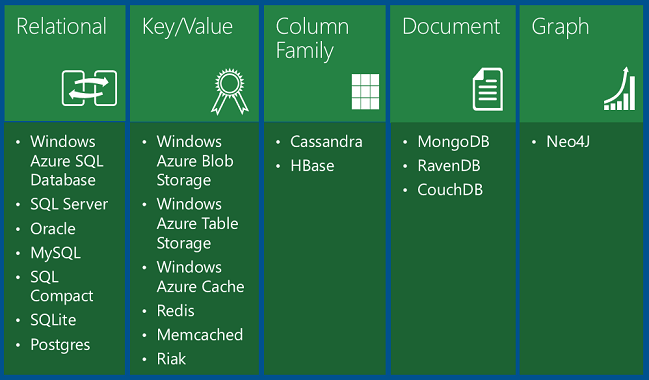 Relational
• Windows
Azure SQL
Database
• SQL Server
• Oracle
• MySQL
• SQL
Compact
• SQLite
• Postgres
Key/Value
• Windows
Azure Blob
Storage
• Windows
Azure Table
Storage
• Windows
Azure Cache
• Redis
• Memcached
• Riak
Column
Family
• Cassandra
• HBase
Document
• MongoDB
• RavenDB
• CouchDB
Graph
• Neo4J